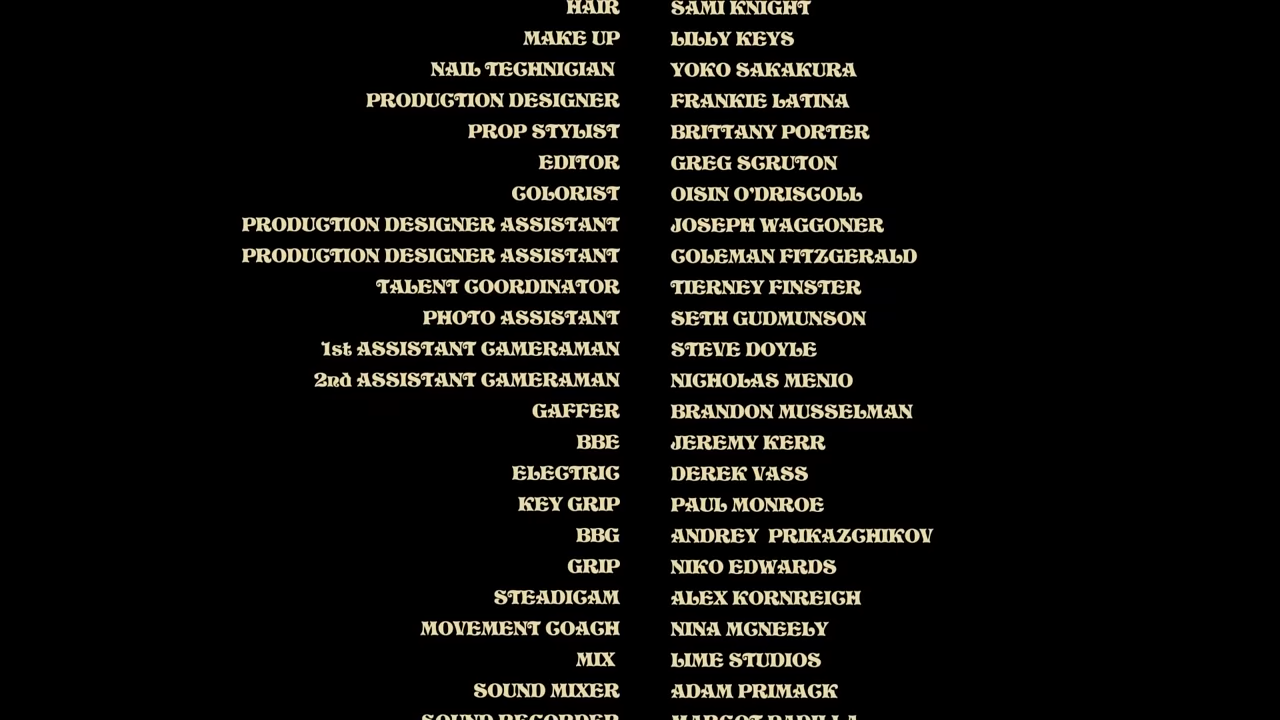 HAIR SAMI KNIGHT
MAKE UP LILLY KEYS
NAIL TECHNICIAN YOKO SAKAKURA
PRODUCTION DESIGNER FRANKIE LATINA
PROP STYLIST BRITTANY PORTER
EDITOR GREG SCRUTON
COLORIST OISIN O'DRISCOLL
PRODUCTION DESIGNER ASSISTANT JOSEPH WAGGONER
PRODUCTION DESIGNER ASSISTANT COLEMAN FITZGERALD
TALENT COORDINATOR TIERNEY FINSTER
PHOTO ASSISTANT SETH GUDMUNSON
1st ASSISTANT CAMERAMAN STEVE DOYLE
2nd ASSISTANT CAMERAMAN NICHOLAS MENIO
GAFFER BRANDON MUSSELMAN
BBE JEREMY KERR
ELECTRIC DEREK VASS
KEY GRIP PAUL MONROE
BBG ANDREY PRIKAZCHIKOV
GRIP NIKO EDWARDS
STEADICAM ALEX KORNREICH
MOVEMENT COACH NINA MCNEELY
MIX LIME STUDIOS
SOUND MIXER ADAM PRIMACK
SOUND RECORDER MARGOT PADILLA